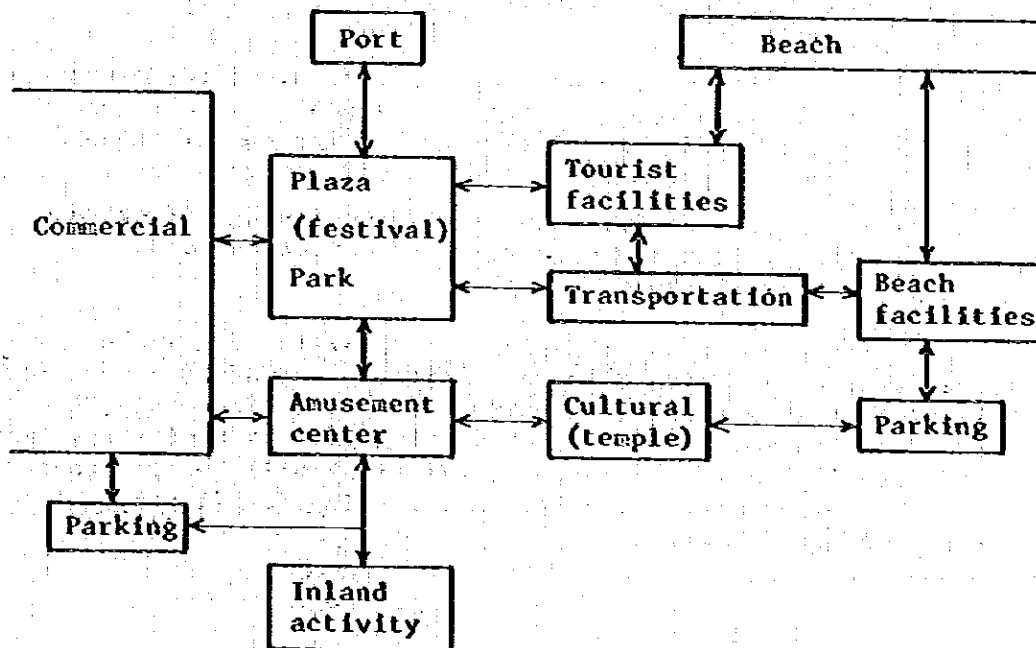 Port
Beach
Plaza
(festival)
Park
Tourist
facilities
Commercial
Transportation
Beach
facilities
Amusement
center
Cultural
(temple)
Parking
Parking
Inland
activity